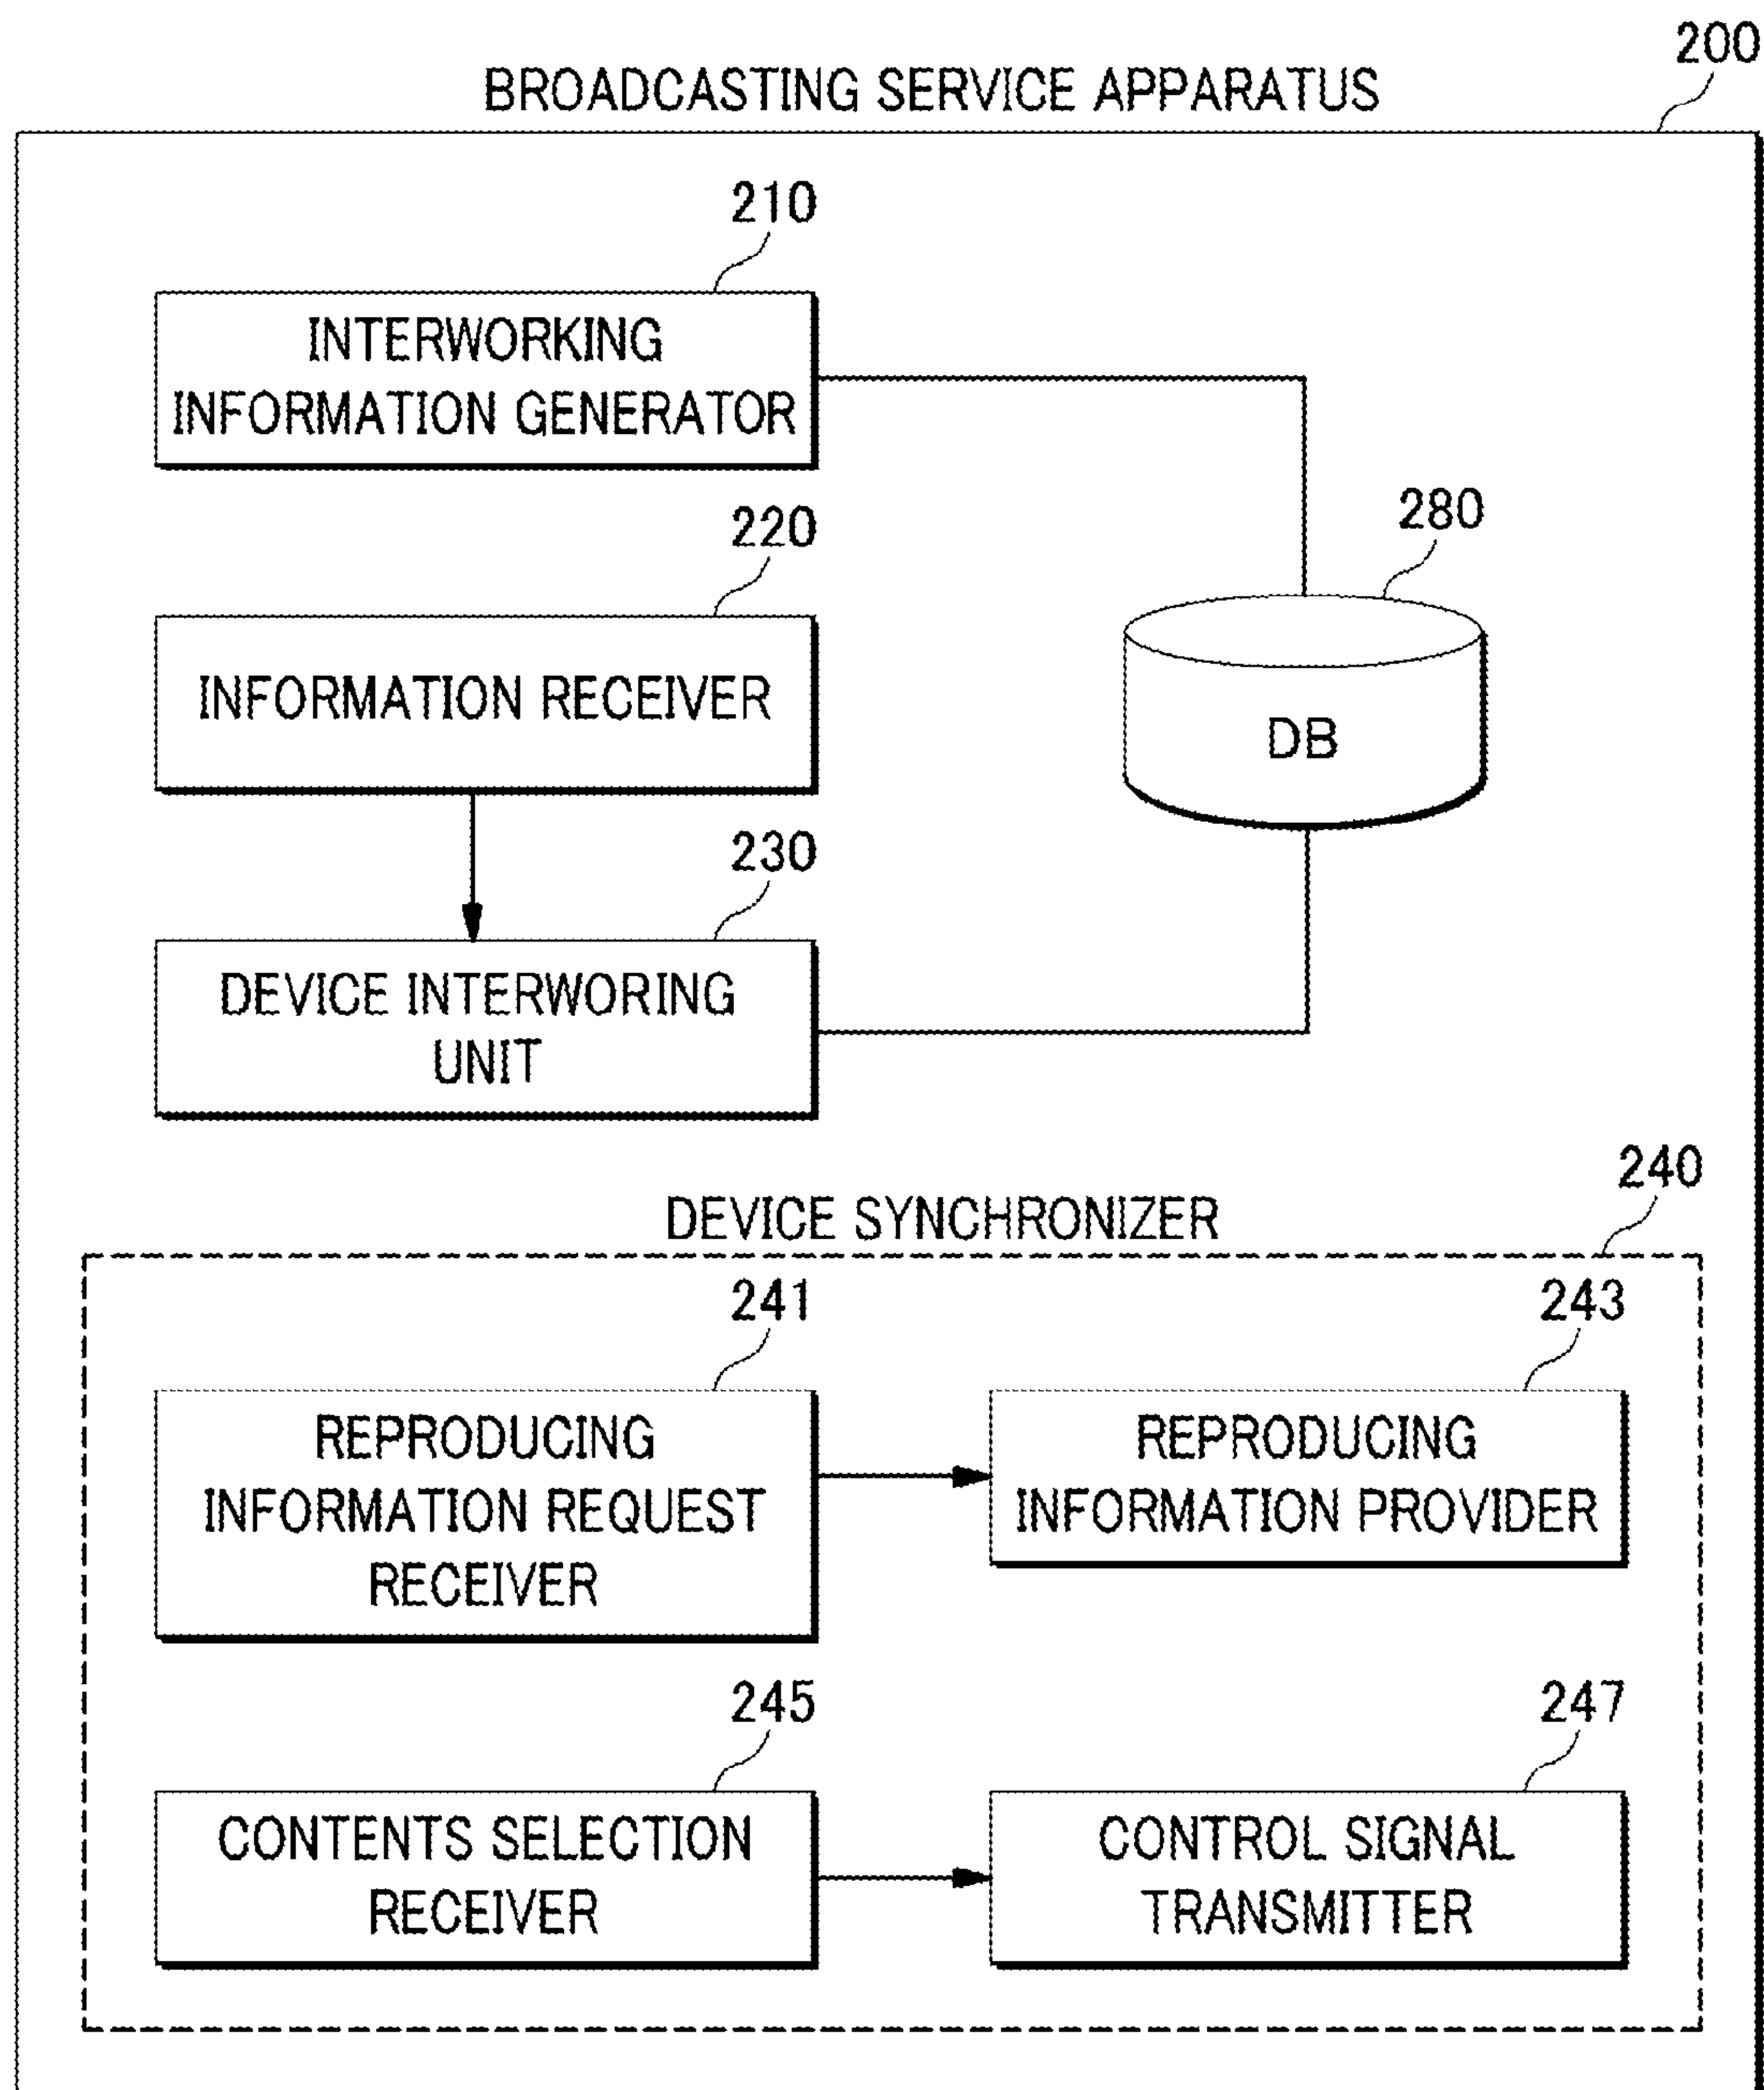 200
BROADCASTING SERVICE APPARATUS
210
INTERWORKING
INFORMATION GENERATOR
220
INFORMATION RECEIVER
280
DB
230
DEVICE INTERWORING
UNIT
240
DEVICE SYNCHRONIZER
241
REPRODUCING
INFORMATION REQUEST
RECEIVER
243
REPRODUCING
INFORMATION PROVIDER
245
CONTENTS SELECTION
RECEIVER
247
CONTROL SIGNAL
TRANSMITTER